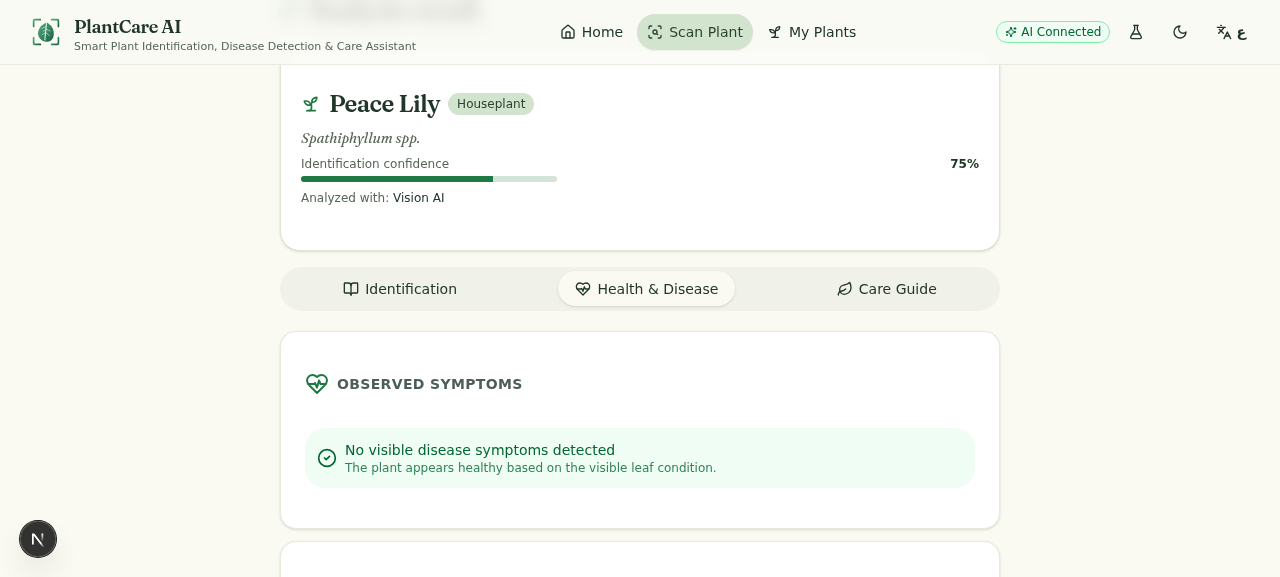 PlantCare AI
Smart Plant Identification, Disease Detection & Care Assistant
Home
Scan Plant
My Plants
AI Connected
ع
Peace Lily
Houseplant
Spathiphyllum spp.
Identification confidence
75%
Analyzed with: Vision AI
Identification
Health & Disease
Care Guide
OBSERVED SYMPTOMS
No visible disease symptoms detected
The plant appears healthy based on the visible leaf condition.
N